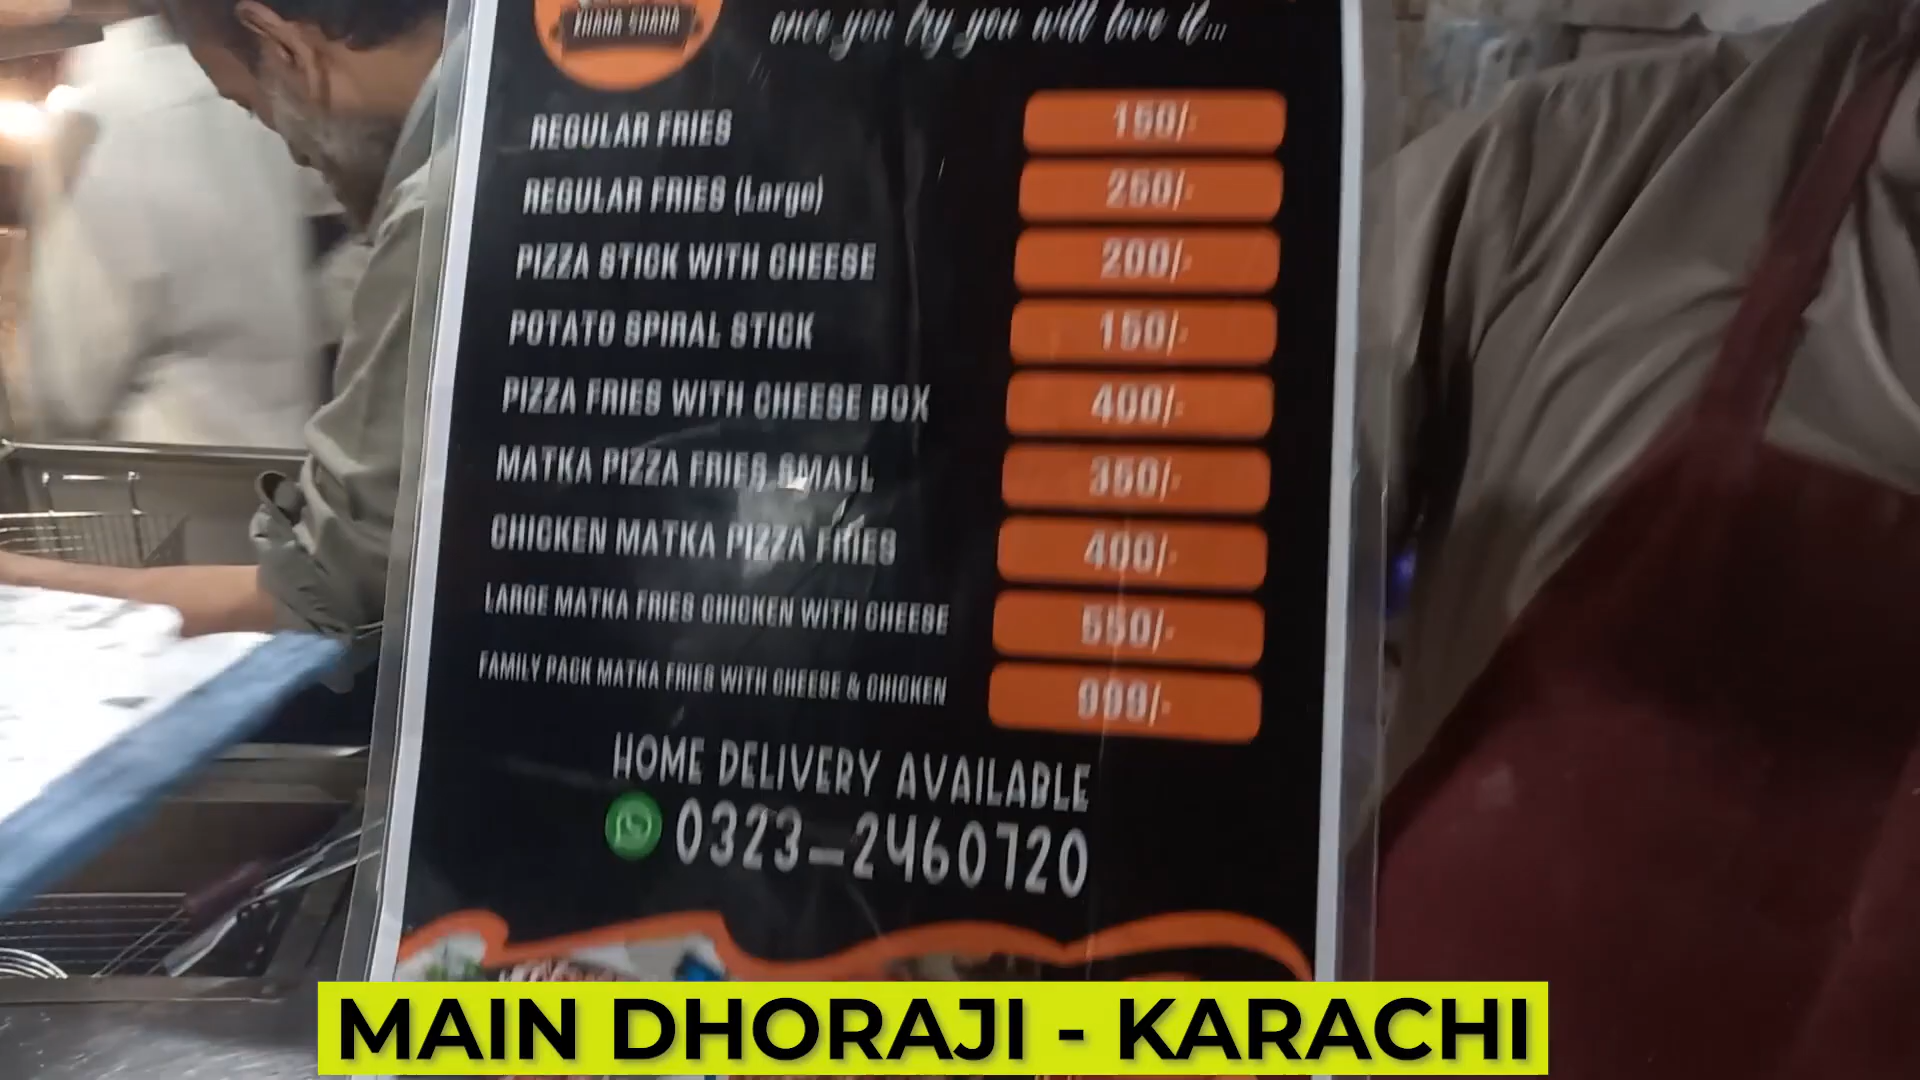 KHANA SHANA
once you try you will love it...
REGULAR FRIES 150/-
REGULAR FRIES (Large) 250/-
PIZZA STICK WITH CHEESE 200/-
POTATO SPIRAL STICK 150/-
PIZZA FRIES WITH CHEESE BOX 400/-
MATKA PIZZA FRIES SMALL 350/-
CHICKEN MATKA PIZZA FRIES 400/-
LARGE MATKA FRIES CHICKEN WITH CHEESE 550/-
FAMILY PACK MATKA FRIES WITH CHEESE & CHICKEN 999/-
HOME DELIVERY AVAILABLE
0323-2460720
MAIN DHORAJI - KARACHI